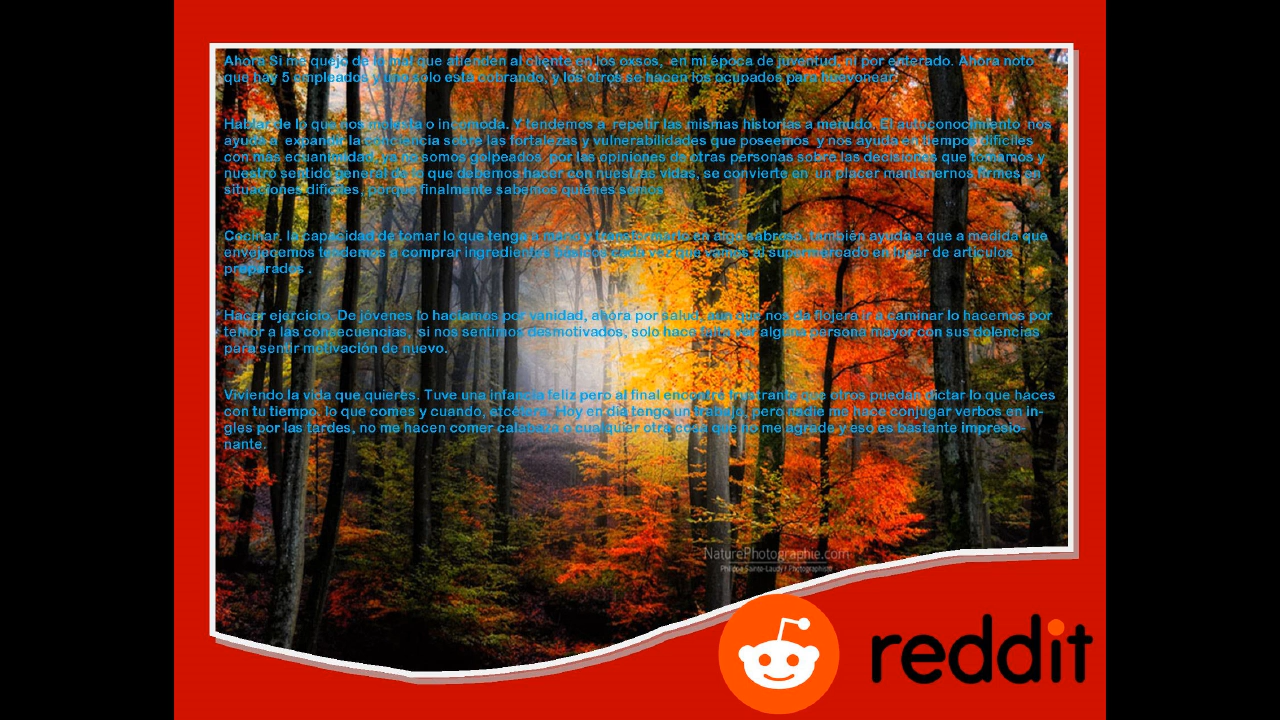 Ahora Si me quejo de lo mal que atienden al cliente en los oxsos, en mi época de juventud, ni por enterado. Ahora noto
que hay 5 empleados y uno solo esta cobrando, y los otros se hacen los ocupados para huevonear.
Hablar de lo que nos molesta o incomoda. Y tendemos a repetir las mismas historias a menudo. El autoconocimiento nos
ayuda a expandir la conciencia sobre las fortalezas y vulnerabilidades que poseemos y nos ayuda en tiempos difíciles
con más ecuanimidad, ya no somos golpeados por las opiniones de otras personas sobre las decisiones que tomamos y
nuestro sentido general de lo que debemos hacer con nuestras vidas, se convierte en un placer mantenernos firmes en
situaciones difíciles, porque finalmente sabemos quiénes somos
Cocinar. la capacidad de tomar lo que tenga a mano y transformarlo en algo sabroso, también ayuda a que a medida que
envejecemos tendemos a comprar ingredientes básicos cada vez que vamos al supermercado en lugar de artículos
preparados .
Hacer ejercicio. De jóvenes lo hacíamos por vanidad, ahora por salud, aun que nos da flojera ir a caminar lo hacemos por
temor a las consecuencias, si nos sentimos desmotivados, solo hace falta ver alguna persona mayor con sus dolencias
para sentir motivación de nuevo.
Viviendo la vida que quieres. Tuve una infancia feliz pero al final encontré frustrante que otros puedan dictar lo que haces
con tu tiempo, lo que comes y cuando, etcétera. Hoy en día tengo un trabajo, pero nadie me hace conjugar verbos en in-
gles por las tardes, no me hacen comer calabaza o cualquier otra cosa que no me agrade y eso es bastante impresio-
nante.
NaturePhotographie.com
Philippe Sainte-Laudy / Photographiste
reddit